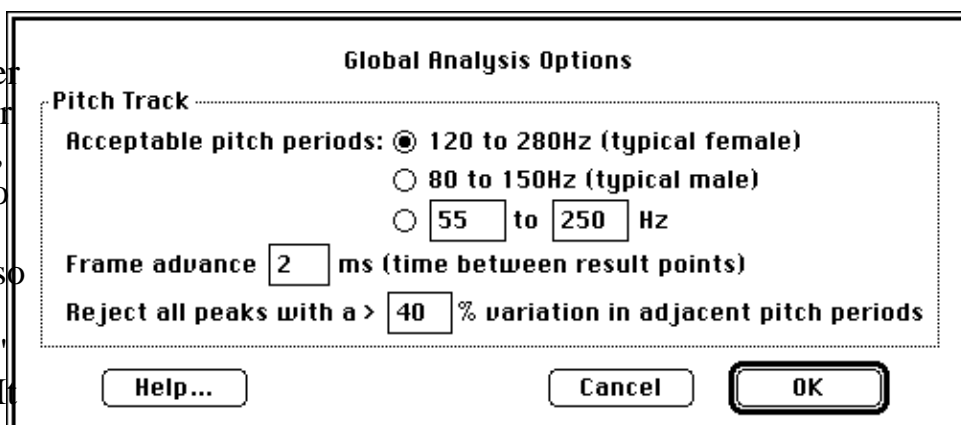 Global Analysis Options
Pitch Track
Acceptable pitch periods: 120 to 280Hz (typical female)
80 to 150Hz (typical male)
55 to 250 Hz
Frame advance 2 ms (time between result points)
Reject all peaks with a > 40 % variation in adjacent pitch periods
Help... Cancel OK